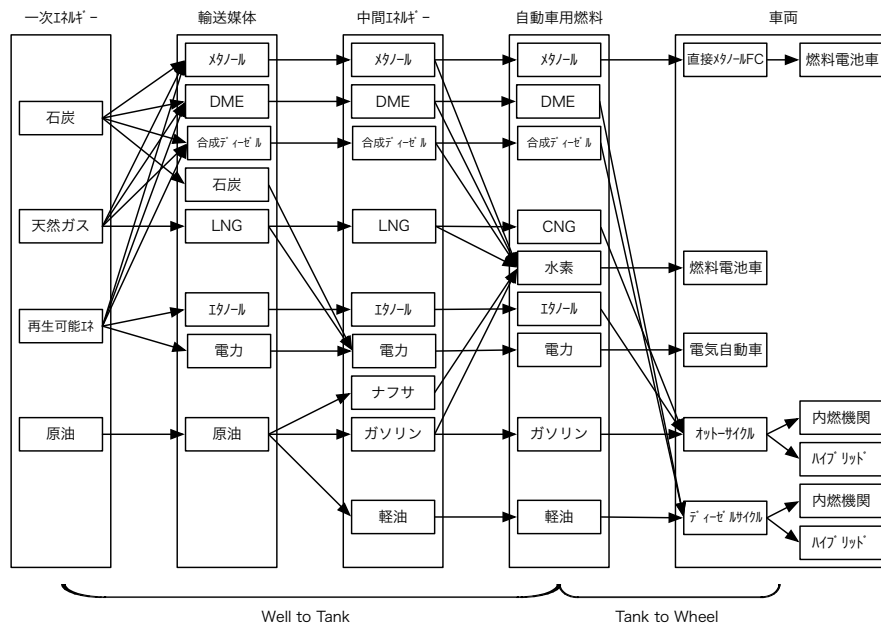 一次ｴﾈﾙｷﾞｰ
輸送媒体
中間ｴﾈﾙｷﾞｰ
自動車用燃料
車両
ﾒﾀﾉｰﾙ
ﾒﾀﾉｰﾙ
ﾒﾀﾉｰﾙ
直接ﾒﾀﾉｰﾙFC
燃料電池車
石炭
DME
DME
DME
合成ﾃﾞｨｰｾﾞﾙ
合成ﾃﾞｨｰｾﾞﾙ
合成ﾃﾞｨｰｾﾞﾙ
石炭
天然ガス
LNG
LNG
CNG
水素
燃料電池車
再生可能ｴﾈ
ｴﾀﾉｰﾙ
ｴﾀﾉｰﾙ
ｴﾀﾉｰﾙ
電力
電力
電力
電気自動車
ナフサ
原油
原油
ガソリン
ガソリン
ｵｯﾄｰｻｲｸﾙ
内燃機関
ﾊｲﾌﾞﾘｯﾄﾞ
軽油
軽油
ﾃﾞｨｰｾﾞﾙｻｲｸﾙ
内燃機関
ﾊｲﾌﾞﾘｯﾄﾞ
Well to Tank
Tank to Wheel